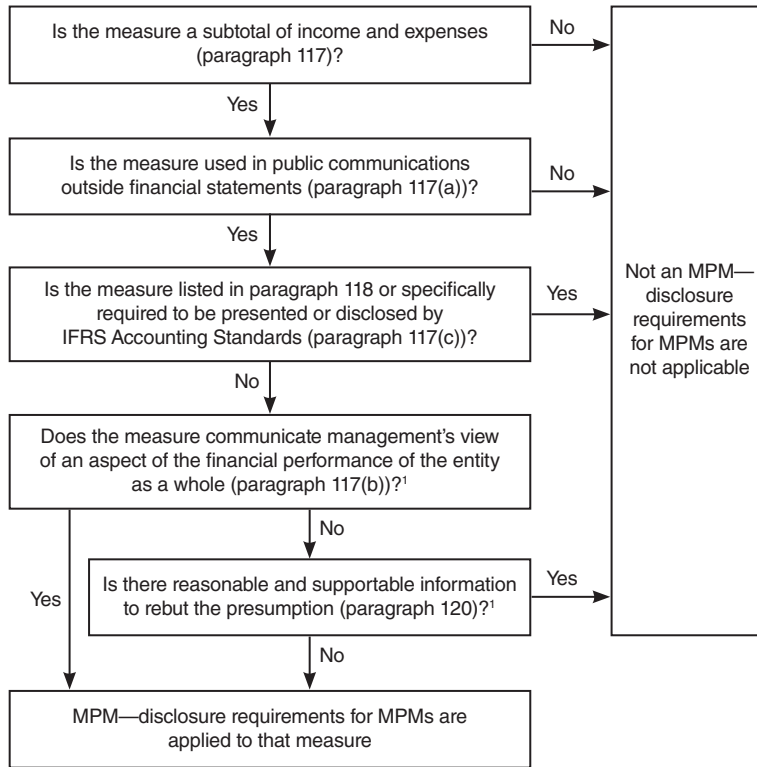 Is the measure a subtotal of income and expenses
(paragraph 117)?
No
Yes
Is the measure used in public communications
outside financial statements (paragraph 117(a))?
No
Yes
Is the measure listed in paragraph 118 or specifically
required to be presented or disclosed by
IFRS Accounting Standards (paragraph 117(c))?
Yes
Not an MPM—
disclosure
requirements
for MPMs are
not applicable
No
Does the measure communicate management’s view
of an aspect of the financial performance of the entity
as a whole (paragraph 117(b))?¹
No
Is there reasonable and supportable information
to rebut the presumption (paragraph 120)?¹
Yes
Yes
No
MPM—disclosure requirements for MPMs are
applied to that measure